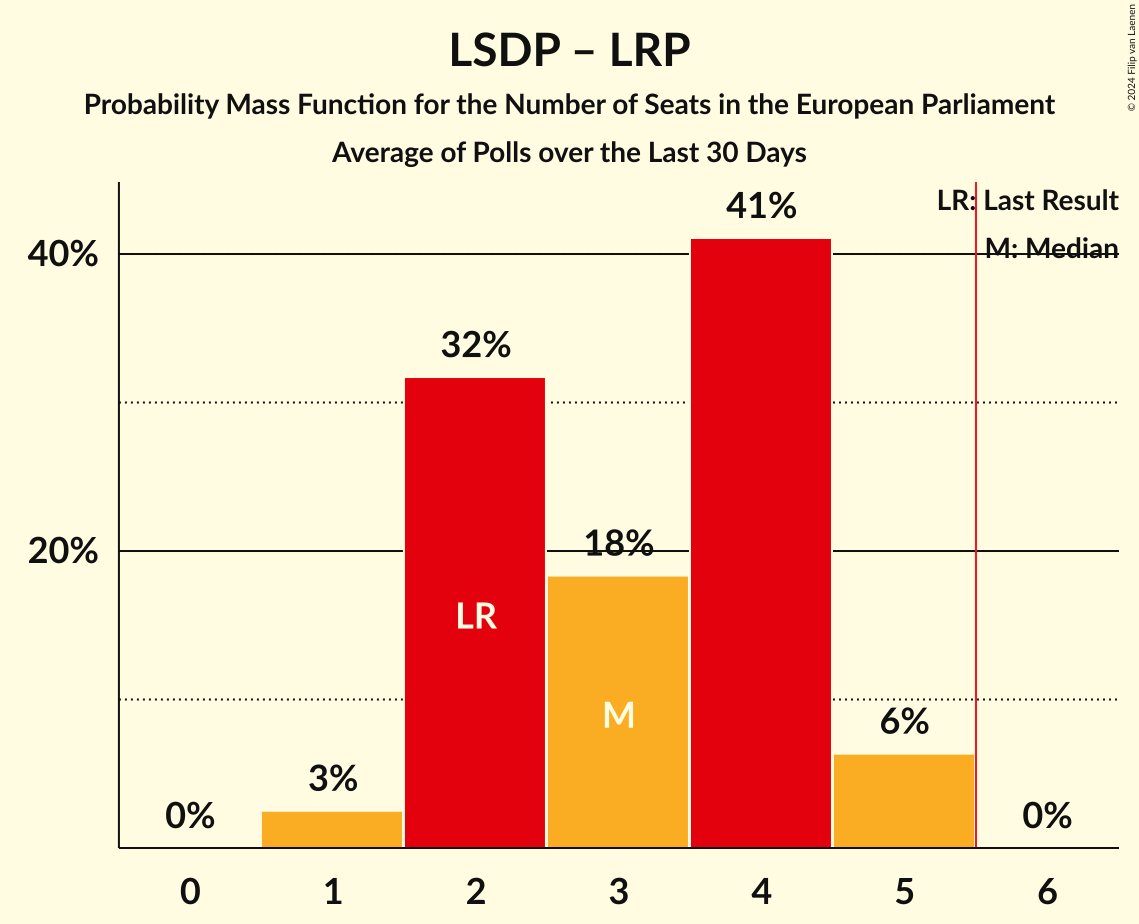 LSDP – LRP
Probability Mass Function for the Number of Seats in the European Parliament
Average of Polls over the Last 30 Days
© 2024 Filip van Laenen
LR: Last Result
M: Median
41%
40%
32%
18%
20%
LR
M
6%
3%
0%
0%
0 1 2 3 4 5 6